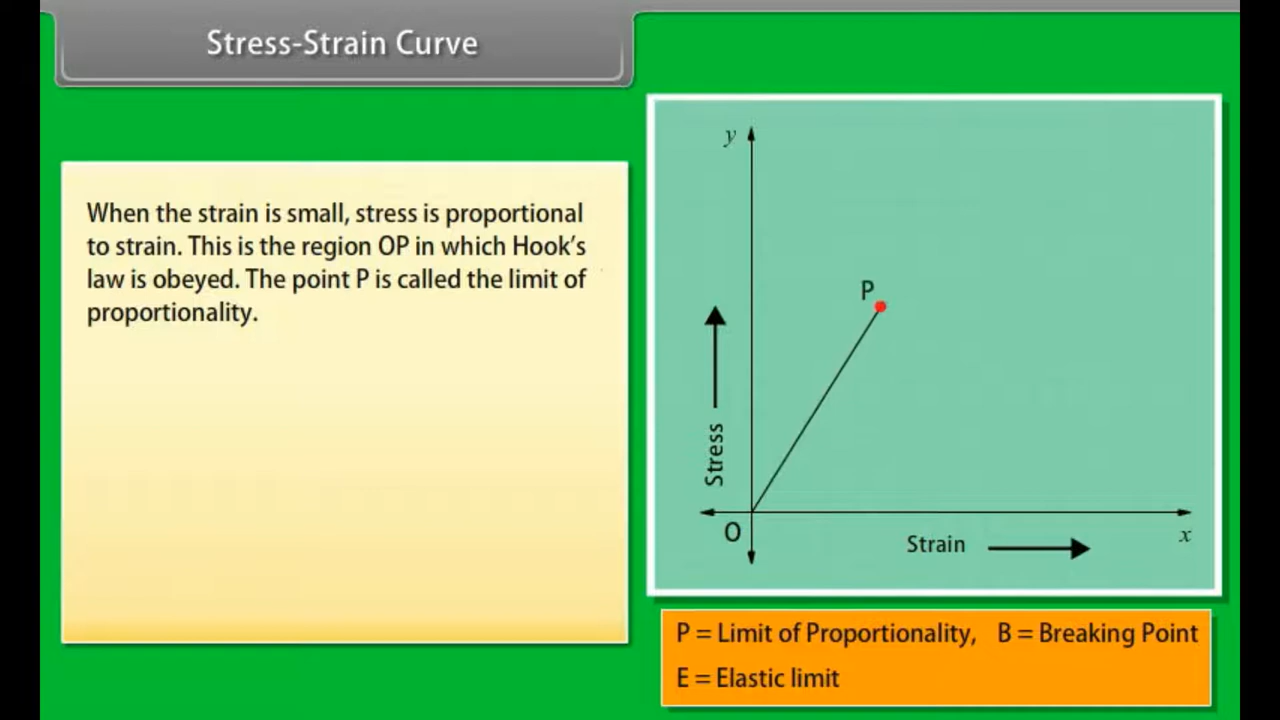 Stress-Strain Curve
When the strain is small, stress is proportional
to strain. This is the region OP in which Hook's
law is obeyed. The point P is called the limit of
proportionality.
y
P
Stress
O
Strain
x
P = Limit of Proportionality, B = Breaking Point
E = Elastic limit